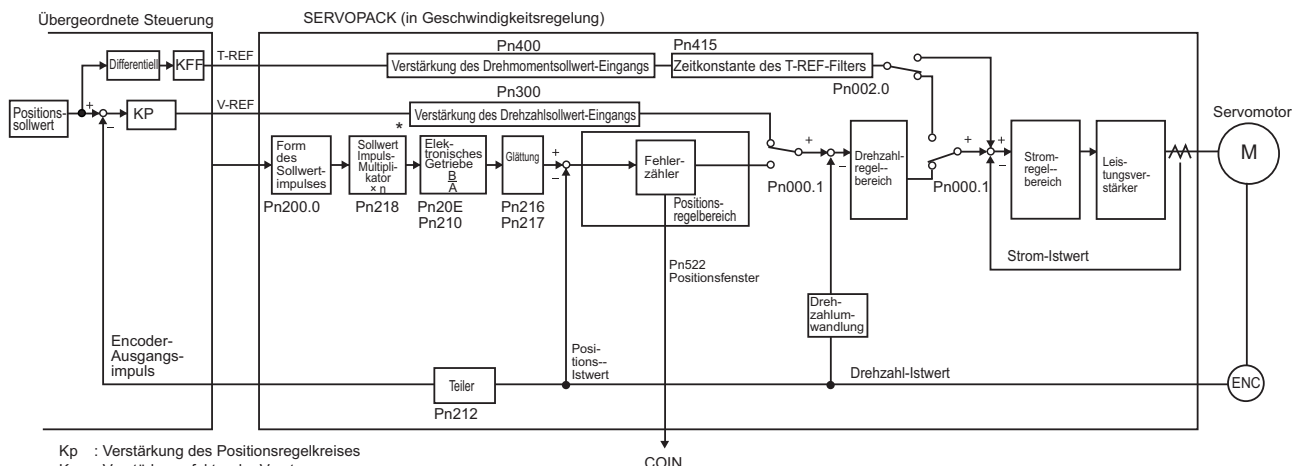 Übergeordnete Steuerung
SERVOPACK (in Geschwindigkeitsregelung)
Differentiell
KFF
T-REF
Pn400
Verstärkung des Drehmomentsollwert-Eingangs
Pn415
Zeitkonstante des T-REF-Filters
Pn002.0
Positions-
sollwert
+
−
KP
V-REF
Pn300
Verstärkung des Drehzahlsollwert-Eingangs
Servomotor
M
Form
des
Sollwert-
impulses
Pn200.0
*
Sollwert
Impuls-
Multipli-
kator
× n
Pn218
Elek-
tronisches
Getriebe
B
A
Pn20E
Pn210
Glättung
Pn216
Pn217
+
−
Fehler-
zähler
Positions-
regelbereich
Pn000.1
+
−
Drehzahl-
regel--
bereich
Pn000.1
+
+
−
Strom-
regel--
bereich
Leis-
tungsver-
stärker
Strom-Istwert
Pn522
Positionsfenster
Dreh-
zahlum-
wandlung
Encoder-
Ausgangs-
impuls
Teiler
Pn212
Posi-
tions--
Istwert
Drehzahl-Istwert
ENC
Kp : Verstärkung des Positionsregelkreises
COIN